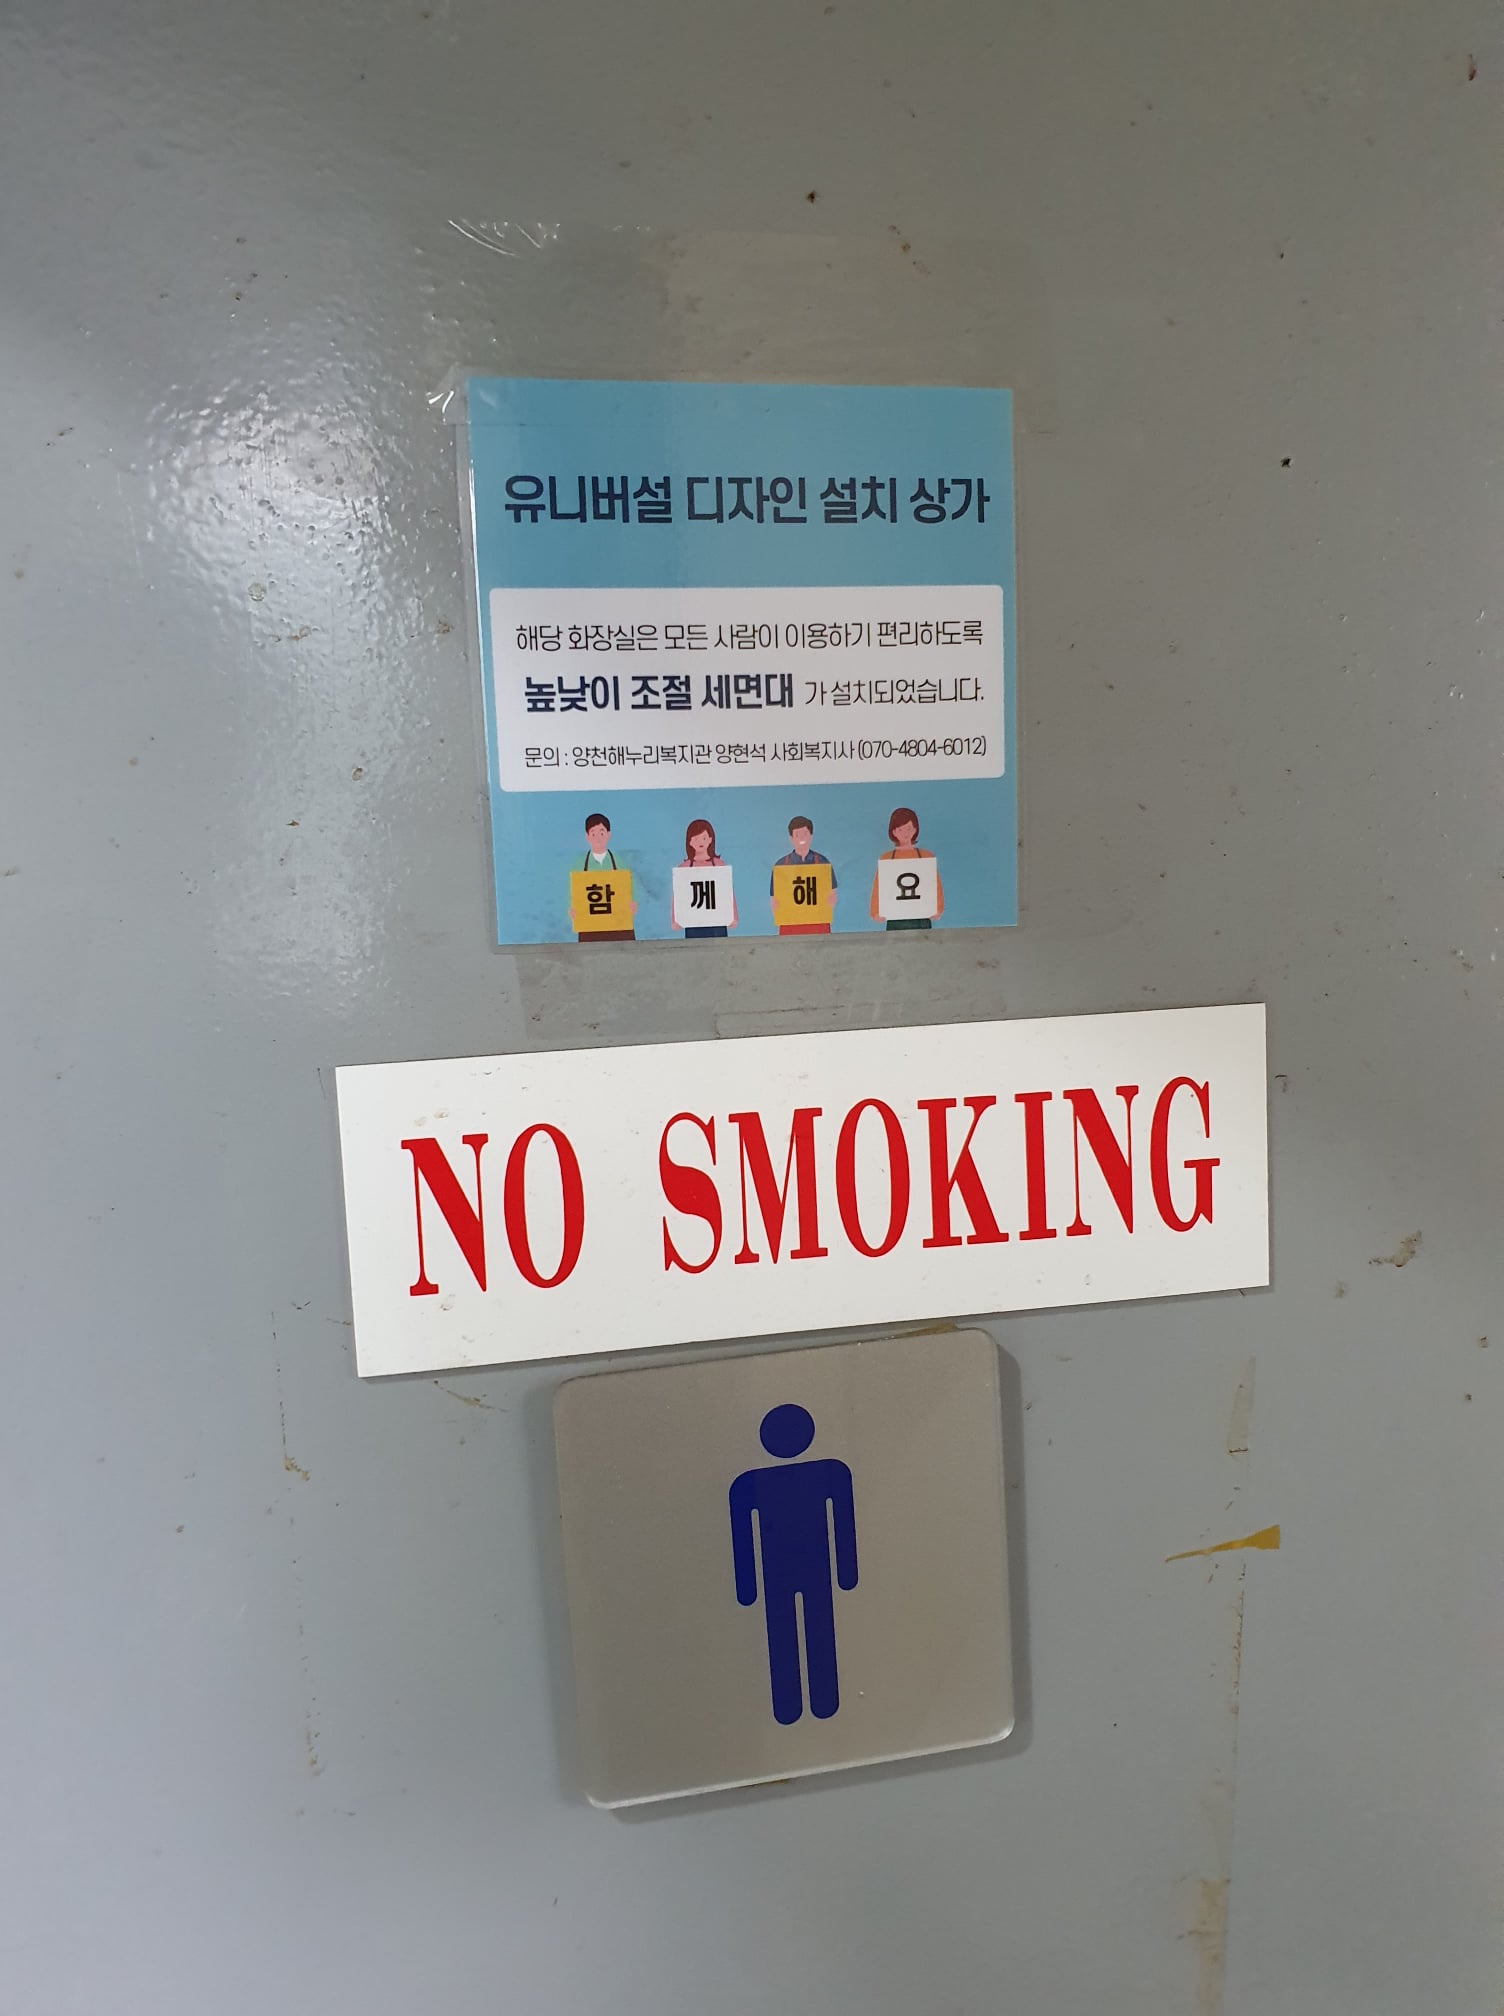 유니버설 디자인 설치 상가
해당 화장실은 모든 사람이 이용하기 편리하도록
높낮이 조절 세면대 가 설치되었습니다.
문의 : 양천해누리복지관 양현석 사회복지사 (070-4804-6012)
함 께 해 요
NO SMOKING